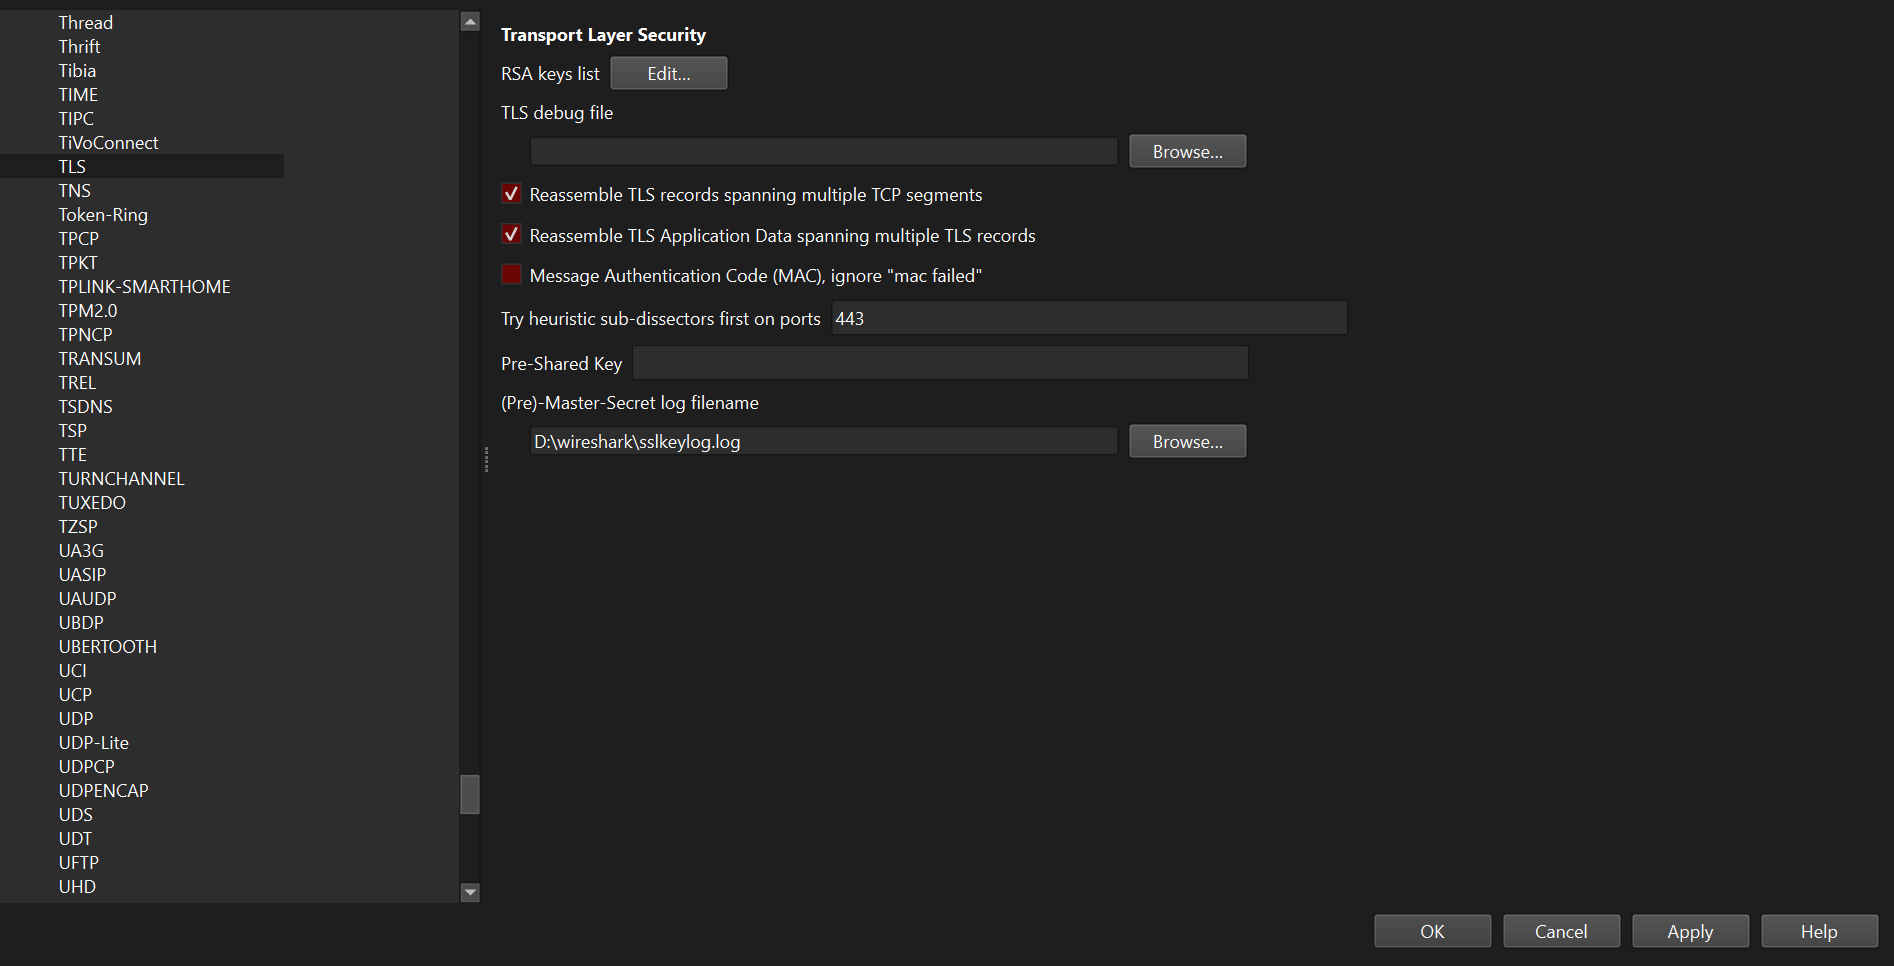 Thread
Thrift
Tibia
TIME
TIPC
TiVoConnect
TLS
TNS
Token-Ring
TPCP
TPKT
TPLINK-SMARTHOME
TPM2.0
TPNCP
TRANSUM
TREL
TSDNS
TSP
TTE
TURNCHANNEL
TUXEDO
TZSP
UA3G
UASIP
UAUDP
UBDP
UBERTOOTH
UCI
UCP
UDP
UDP-Lite
UDPCP
UDPENCAP
UDS
UDT
UFTP
UHD
Transport Layer Security
RSA keys list Edit...
TLS debug file
Browse...
Reassemble TLS records spanning multiple TCP segments
Reassemble TLS Application Data spanning multiple TLS records
Message Authentication Code (MAC), ignore "mac failed"
Try heuristic sub-dissectors first on ports 443
Pre-Shared Key
(Pre)-Master-Secret log filename
D:\wireshark\sslkeylog.log Browse...
OK Cancel Apply Help